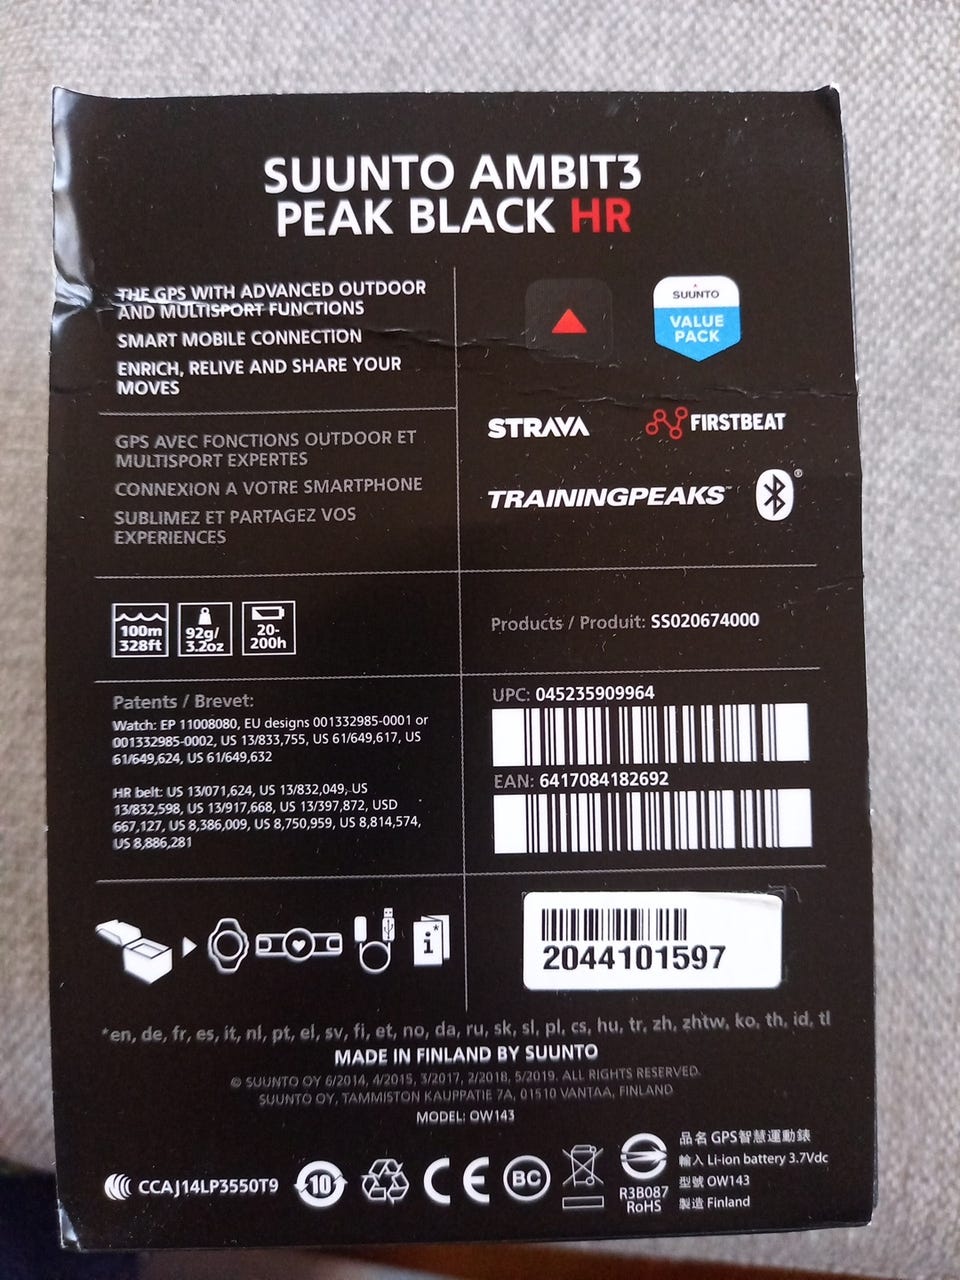 SUUNTO AMBIT3
PEAK BLACK HR
THE GPS WITH ADVANCED OUTDOOR
AND MULTISPORT FUNCTIONS
SMART MOBILE CONNECTION
ENRICH, RELIVE AND SHARE YOUR
MOVES
GPS AVEC FONCTIONS OUTDOOR ET
MULTISPORT EXPERTES
CONNEXION A VOTRE SMARTPHONE
SUBLIMEZ ET PARTAGEZ VOS
EXPERIENCES
SUUNTO
VALUE
PACK
STRAVA
FIRSTBEAT
TRAININGPEAKS™
®
100m
328ft
92g/
3.2oz
20-
200h
Products / Produit: SS020674000
Patents / Brevet:
Watch: EP 11008080, EU designs 001332985-0001 or
001332985-0002, US 13/833,755, US 61/649,617, US
61/649,624, US 61/649,632
HR belt: US 13/071,624, US 13/832,049, US
13/832,598, US 13/917,668, US 13/397,872, USD
667,127, US 8,386,009, US 8,750,959, US 8,814,574,
US 8,886,281
UPC: 045235909964
EAN: 6417084182692
i*
2044101597
*en, de, fr, es, it, nl, pt, el, sv, fi, et, no, da, ru, sk, sl, pl, cs, hu, tr, zh, zhtw, ko, th, id, tl
MADE IN FINLAND BY SUUNTO
© SUUNTO OY 6/2014, 4/2015, 3/2017, 2/2018, 5/2019. ALL RIGHTS RESERVED.
SUUNTO OY, TAMMISTON KAUPPATIE 7A, 01510 VANTAA, FINLAND
MODEL: OW143
CCAJ14LP3550T9
10
CE
BC
R3B087
RoHS
品名 GPS智慧運動錶
輸入 Li-ion battery 3.7Vdc
型號 OW143
製造 Finland